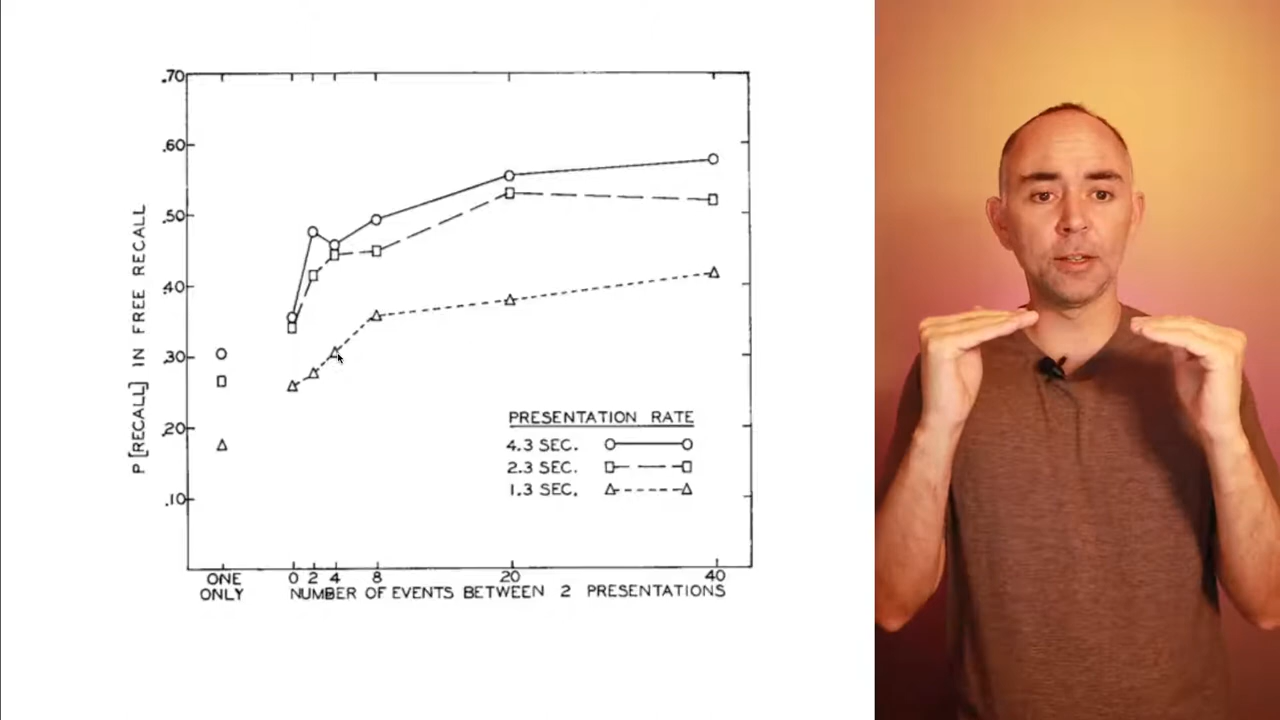 .70
.60
.50
.40
.30
.20
.10
P [RECALL] IN FREE RECALL
PRESENTATION RATE
4.3 SEC.
2.3 SEC.
1.3 SEC.
ONE ONLY
0 2 4 8 20 40
NUMBER OF EVENTS BETWEEN 2 PRESENTATIONS